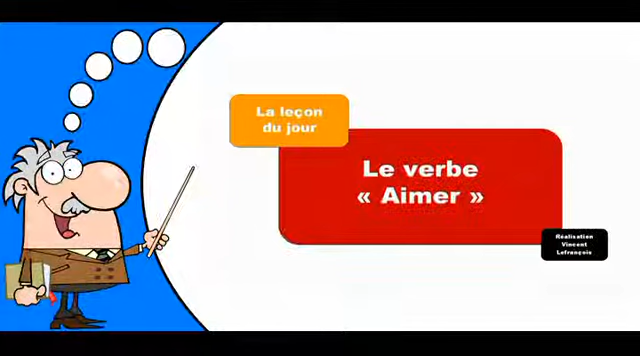 La leçon
du jour
Le verbe
« Aimer »
Réalisation
Vincent
Lefrançois